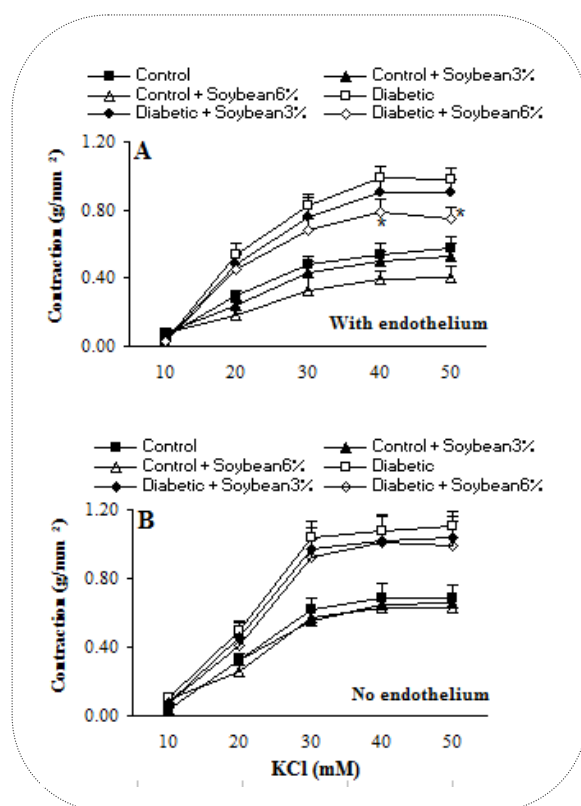 Control Control + Soybean3%
Control + Soybean6% Diabetic
Diabetic + Soybean3% Diabetic + Soybean6%
1.20 A
0.80
0.40
0.00
Contraction (g/mm ²)
*
*
With endothelium
10 20 30 40 50
Control Control + Soybean3%
Control + Soybean6% Diabetic
Diabetic + Soybean3% Diabetic + Soybean6%
1.20 B
0.80
0.40
0.00
Contraction (g/mm ²)
No endothelium
10 20 30 40 50
KCl (mM)